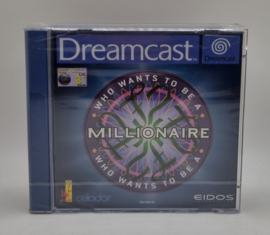 Dreamcast
Dreamcast
WHO WANTS TO BE A
MILLIONAIRE
WHO WANTS TO BE A
celador
EIDOS